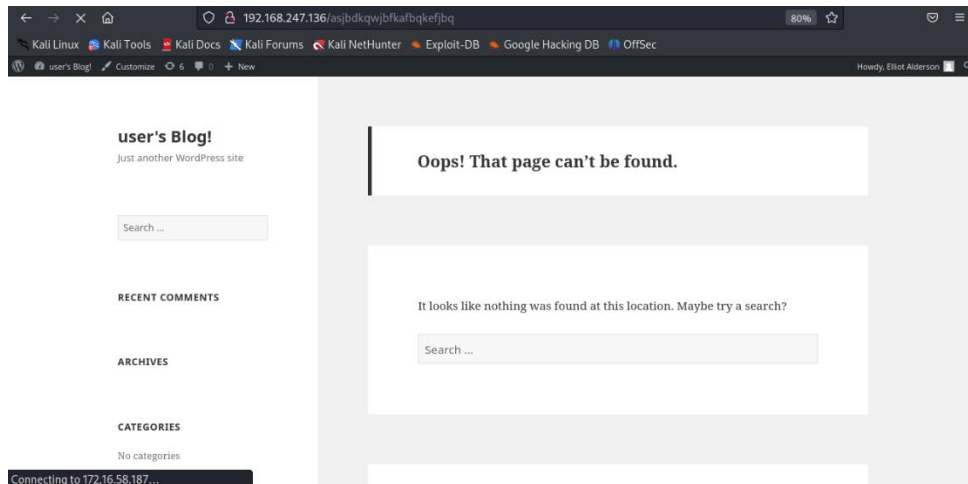 192.168.247.136/asjbdkqwjbfkafbqkefjbq
80%
Kali Linux Kali Tools Kali Docs Kali Forums Kali NetHunter Exploit-DB Google Hacking DB OffSec
user's Blog! Customize 6 0 + New Howdy, Elliot Alderson
user's Blog!
Just another WordPress site
Search ...
RECENT COMMENTS
ARCHIVES
CATEGORIES
No categories
Oops! That page can't be found.
It looks like nothing was found at this location. Maybe try a search?
Search ...
Connecting to 172.16.58.187...